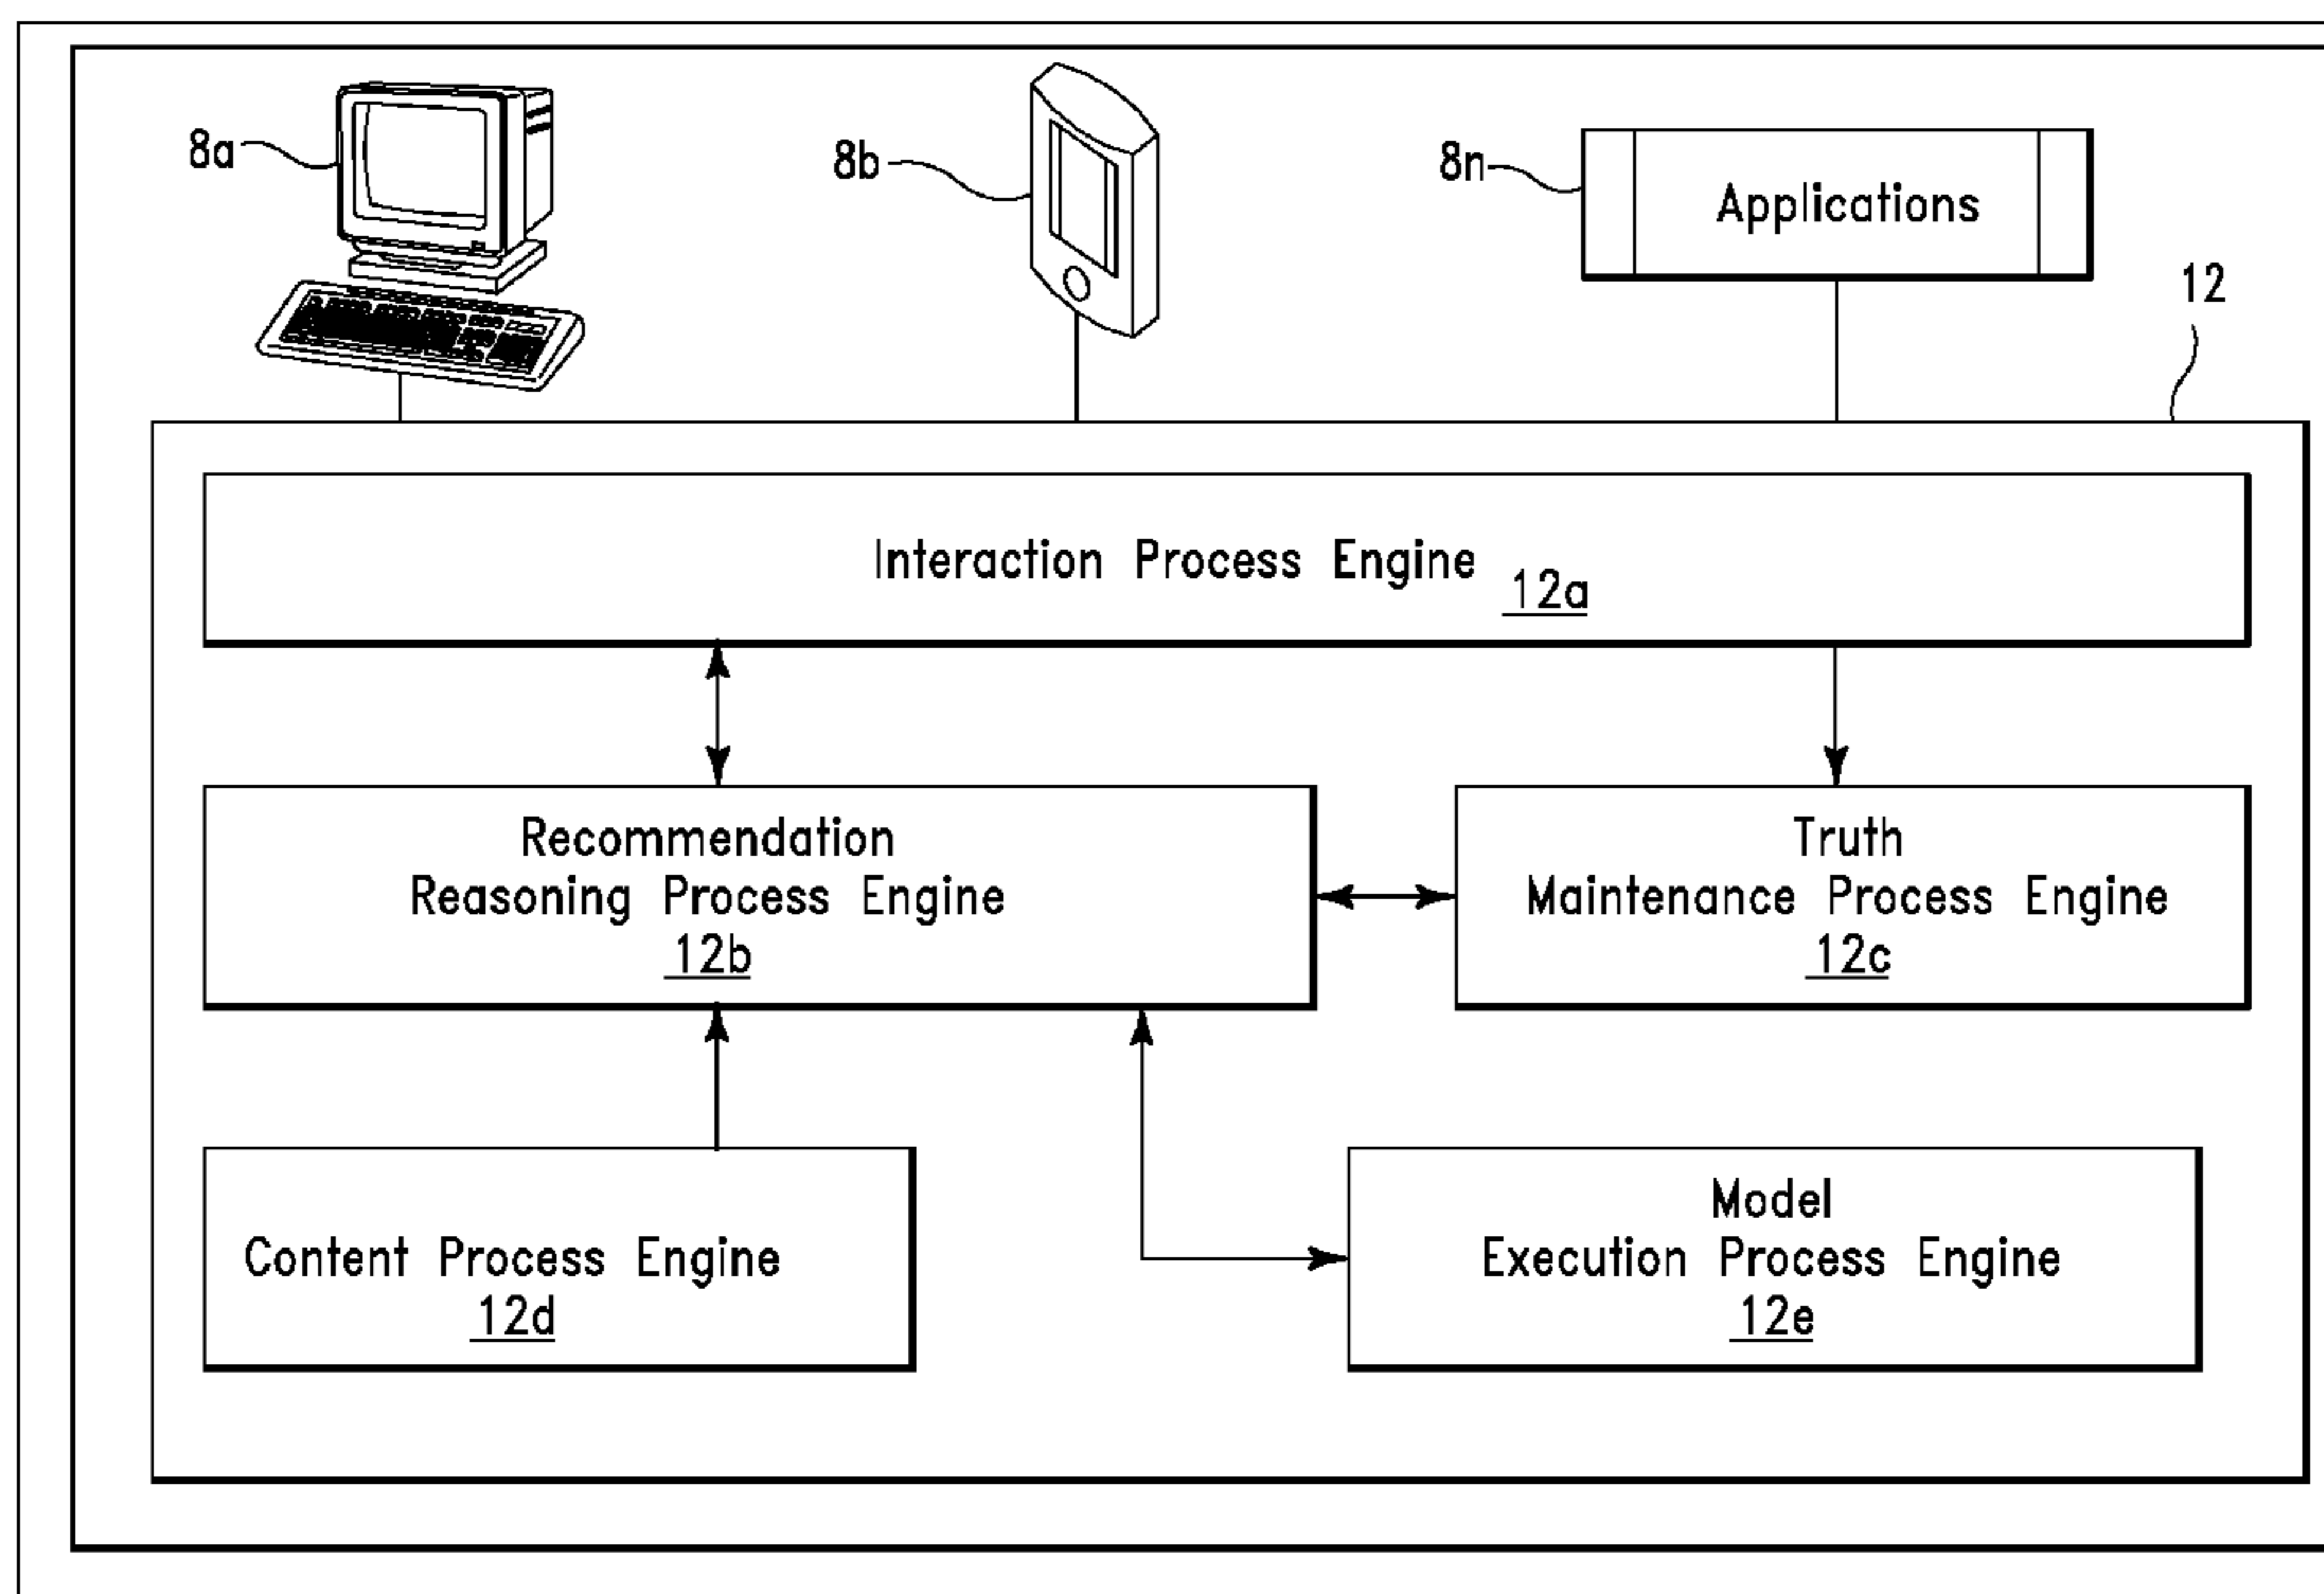 8a
8b
8n
Applications
12
Interaction Process Engine 12a
Recommendation
Reasoning Process Engine
12b
Truth
Maintenance Process Engine
12c
Content Process Engine
12d
Model
Execution Process Engine
12e